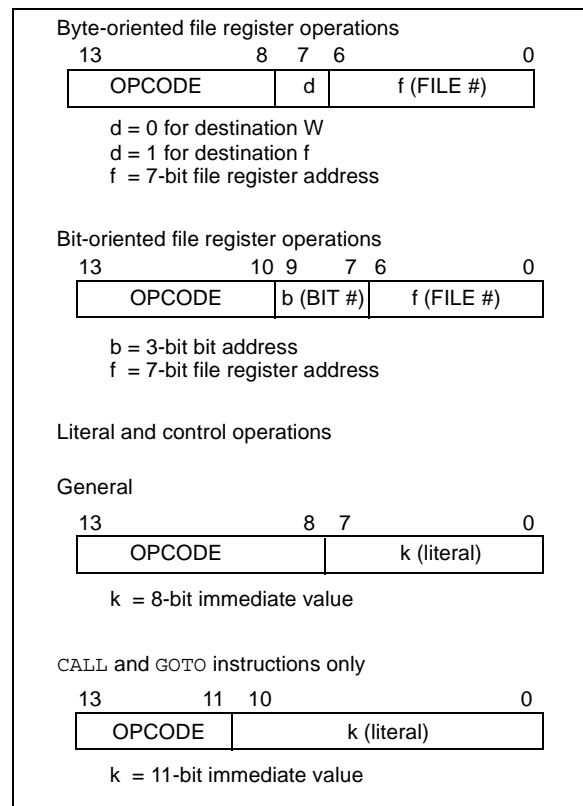 Byte-oriented file register operations
13 8 7 6 0
OPCODE d f (FILE #)
d = 0 for destination W
d = 1 for destination f
f = 7-bit file register address
Bit-oriented file register operations
13 10 9 7 6 0
OPCODE b (BIT #) f (FILE #)
b = 3-bit bit address
f = 7-bit file register address
Literal and control operations
General
13 8 7 0
OPCODE k (literal)
k = 8-bit immediate value
CALL and GOTO instructions only
13 11 10 0
OPCODE k (literal)
k = 11-bit immediate value